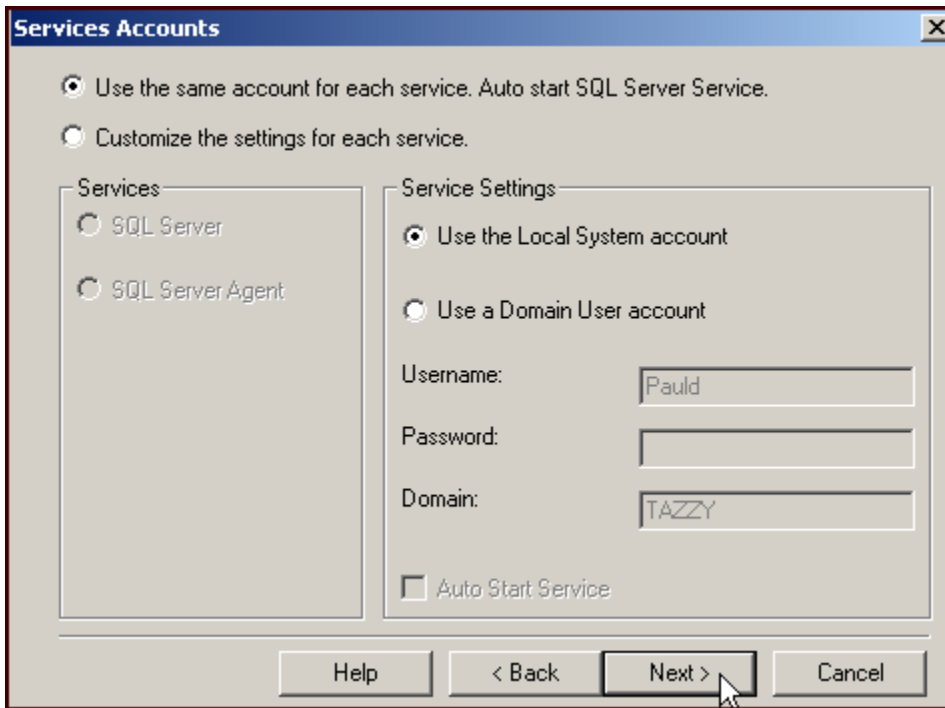 Services Accounts
Use the same account for each service. Auto start SQL Server Service.
Customize the settings for each service.
Services
SQL Server
SQL Server Agent
Service Settings
Use the Local System account
Use a Domain User account
Username:
Pauld
Password:
Domain:
TAZZY
Auto Start Service
Help
< Back
Next >
Cancel